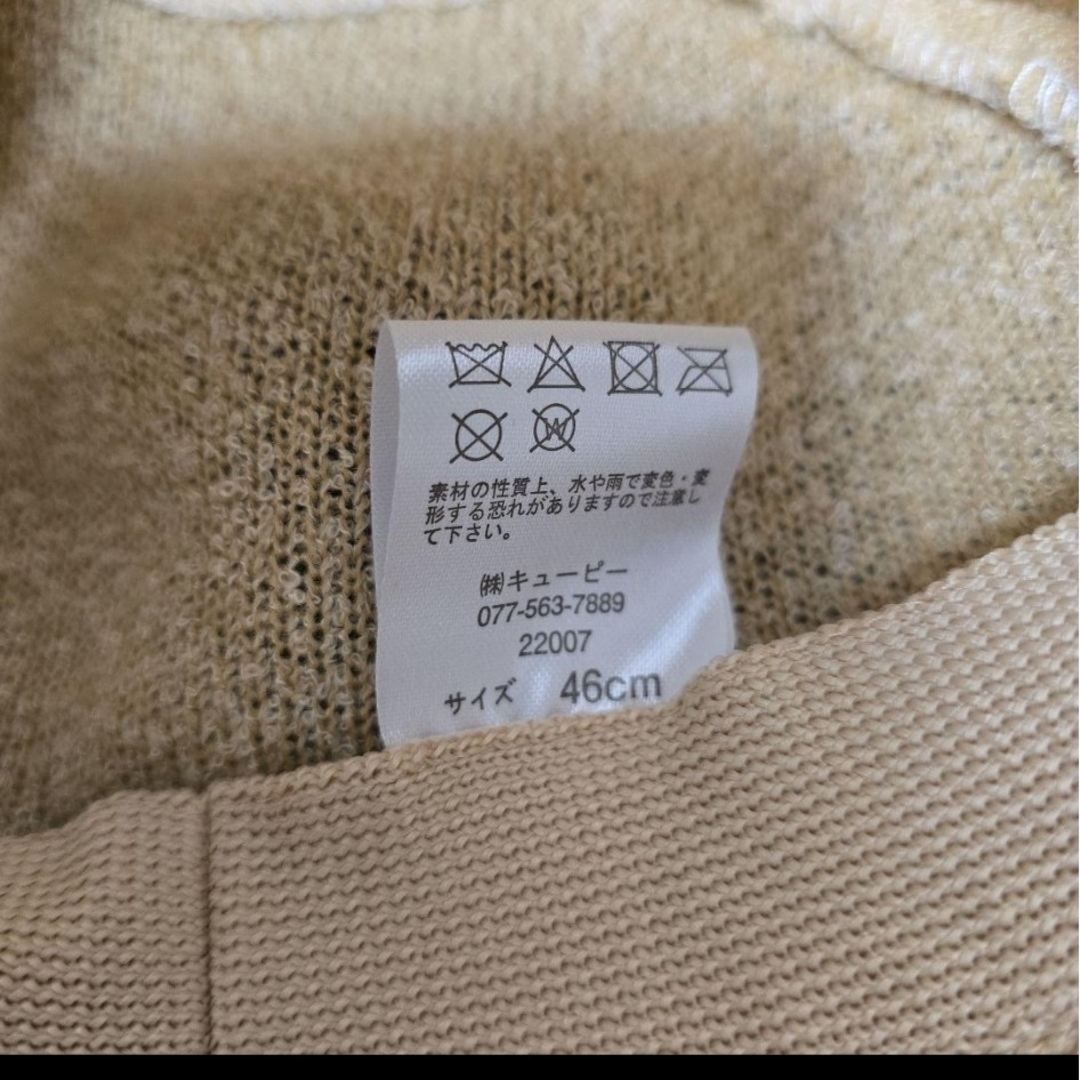 素材の性質上、水や雨で変色・変
形する恐れがありますので注意し
て下さい。
㈱キューピー
077-563-7889
22007
サイズ 46cm